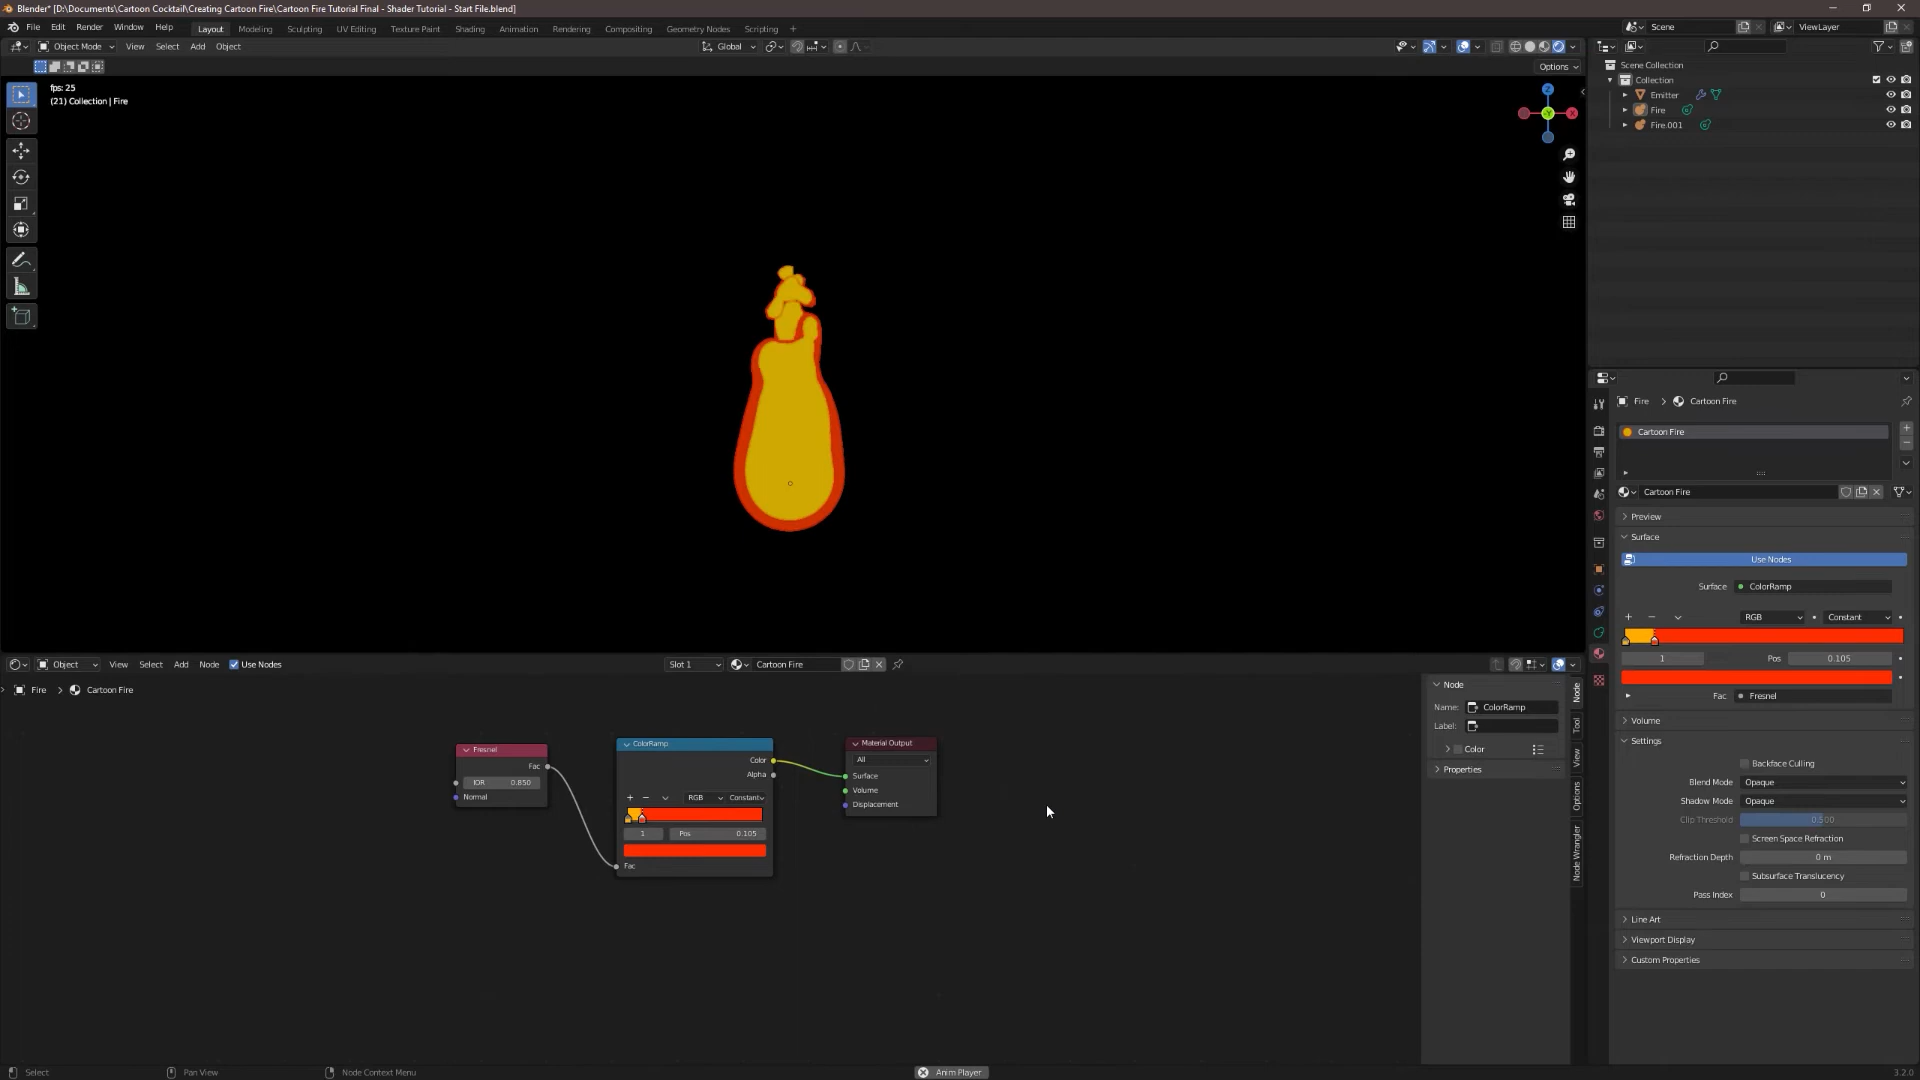 Blender* [D:\Documents\Cartoon Cocktail\Creating Cartoon Fire\Cartoon Fire Tutorial Final - Shader Tutorial - Start File.blend]
File Edit Render Window Help Layout Modeling Sculpting UV Editing Texture Paint Shading Animation Rendering Compositing Geometry Nodes Scripting + Scene ViewLayer
Object Mode View Select Add Object Global
Options
fps: 25
(21) Collection | Fire
Z
Y
X
Scene Collection
Collection
Emitter
Fire
Fire.001
Fire > Cartoon Fire
Cartoon Fire
Cartoon Fire
Preview
Surface
Use Nodes
Surface ColorRamp
RGB Constant
1 Pos 0.105
Fac Fresnel
Volume
Settings
Backface Culling
Blend Mode Opaque
Shadow Mode Opaque
Clip Threshold 0.500
Screen Space Refraction
Refraction Depth 0 m
Subsurface Translucency
Pass Index 0
Line Art
Viewport Display
Custom Properties
Object View Select Add Node Use Nodes Slot 1 Cartoon Fire
Fire > Cartoon Fire
Fresnel
Fac
IOR 0.850
Normal
ColorRamp
Color
Alpha
RGB Constant
1 Pos 0.105
Fac
Material Output
All
Surface
Volume
Displacement
Node
Name: ColorRamp
Label:
Color
Properties
Node
Tool
View
Options
Node Wrangler
Select Pan View Node Context Menu Anim Player 3.2.0